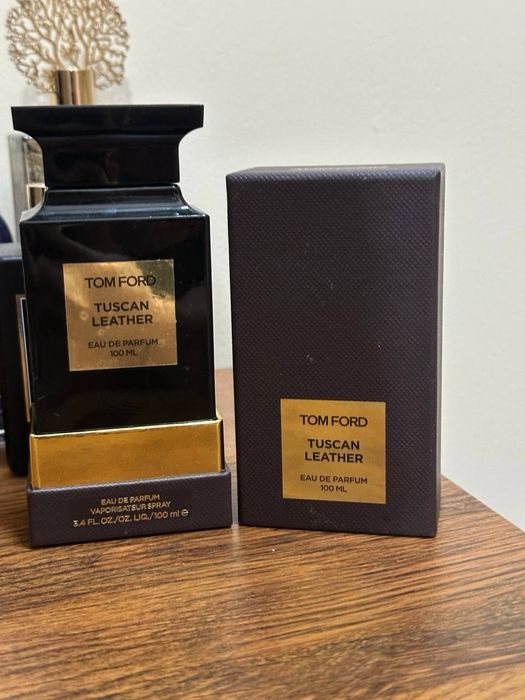 TOM FORD
TUSCAN
LEATHER
EAU DE PARFUM
100 ML
EAU DE PARFUM
VAPORISATEUR SPRAY
3.4 FL. OZ./OZ. LIQ./100 ml ℮
TOM FORD
TUSCAN
LEATHER
EAU DE PARFUM
100 ML